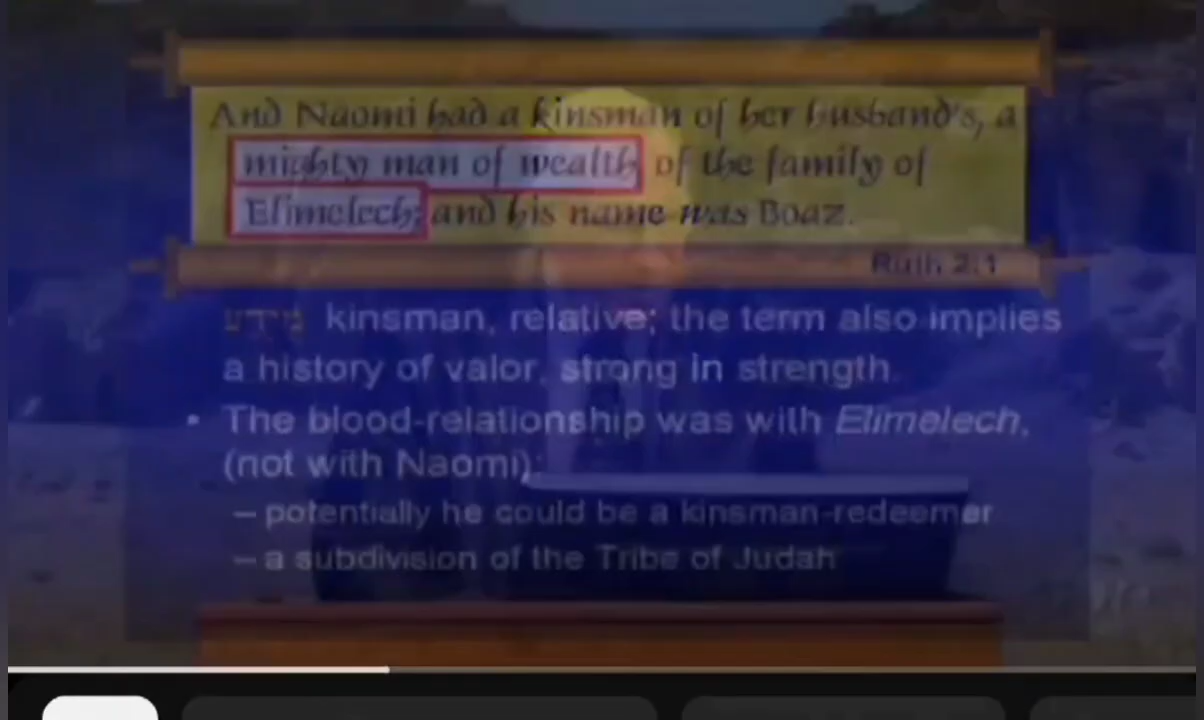 And Naomi had a kinsman of her husband's, a
mighty man of wealth of the family of
Elimelech; and his name was Boaz.
Ruth 2:1
מידע kinsman, relative; the term also implies
a history of valor, strong in strength.
• The blood-relationship was with Elimelech,
(not with Naomi);
– potentially he could be a kinsman-redeemer
– a subdivision of the Tribe of Judah